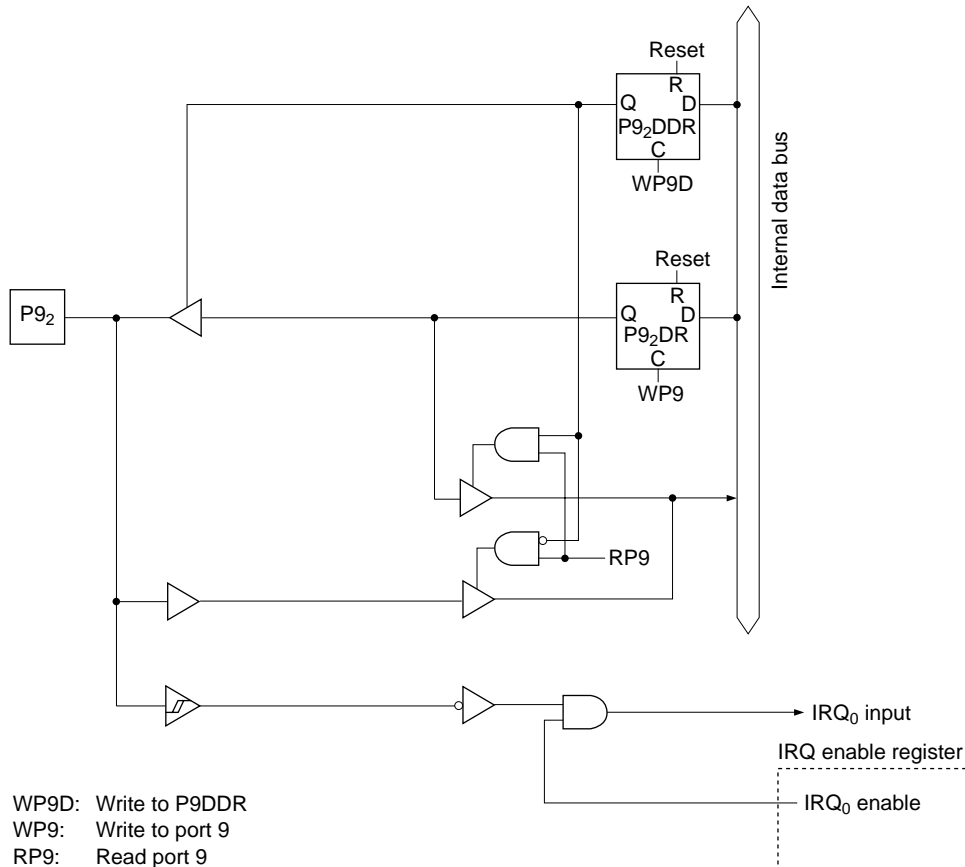 Reset
R
Q D
P9₂DDR
C
WP9D
Internal data bus
Reset
R
P9₂
Q D
P9₂DR
C
WP9
RP9
IRQ₀ input
IRQ enable register
IRQ₀ enable
WP9D: Write to P9DDR
WP9: Write to port 9
RP9: Read port 9